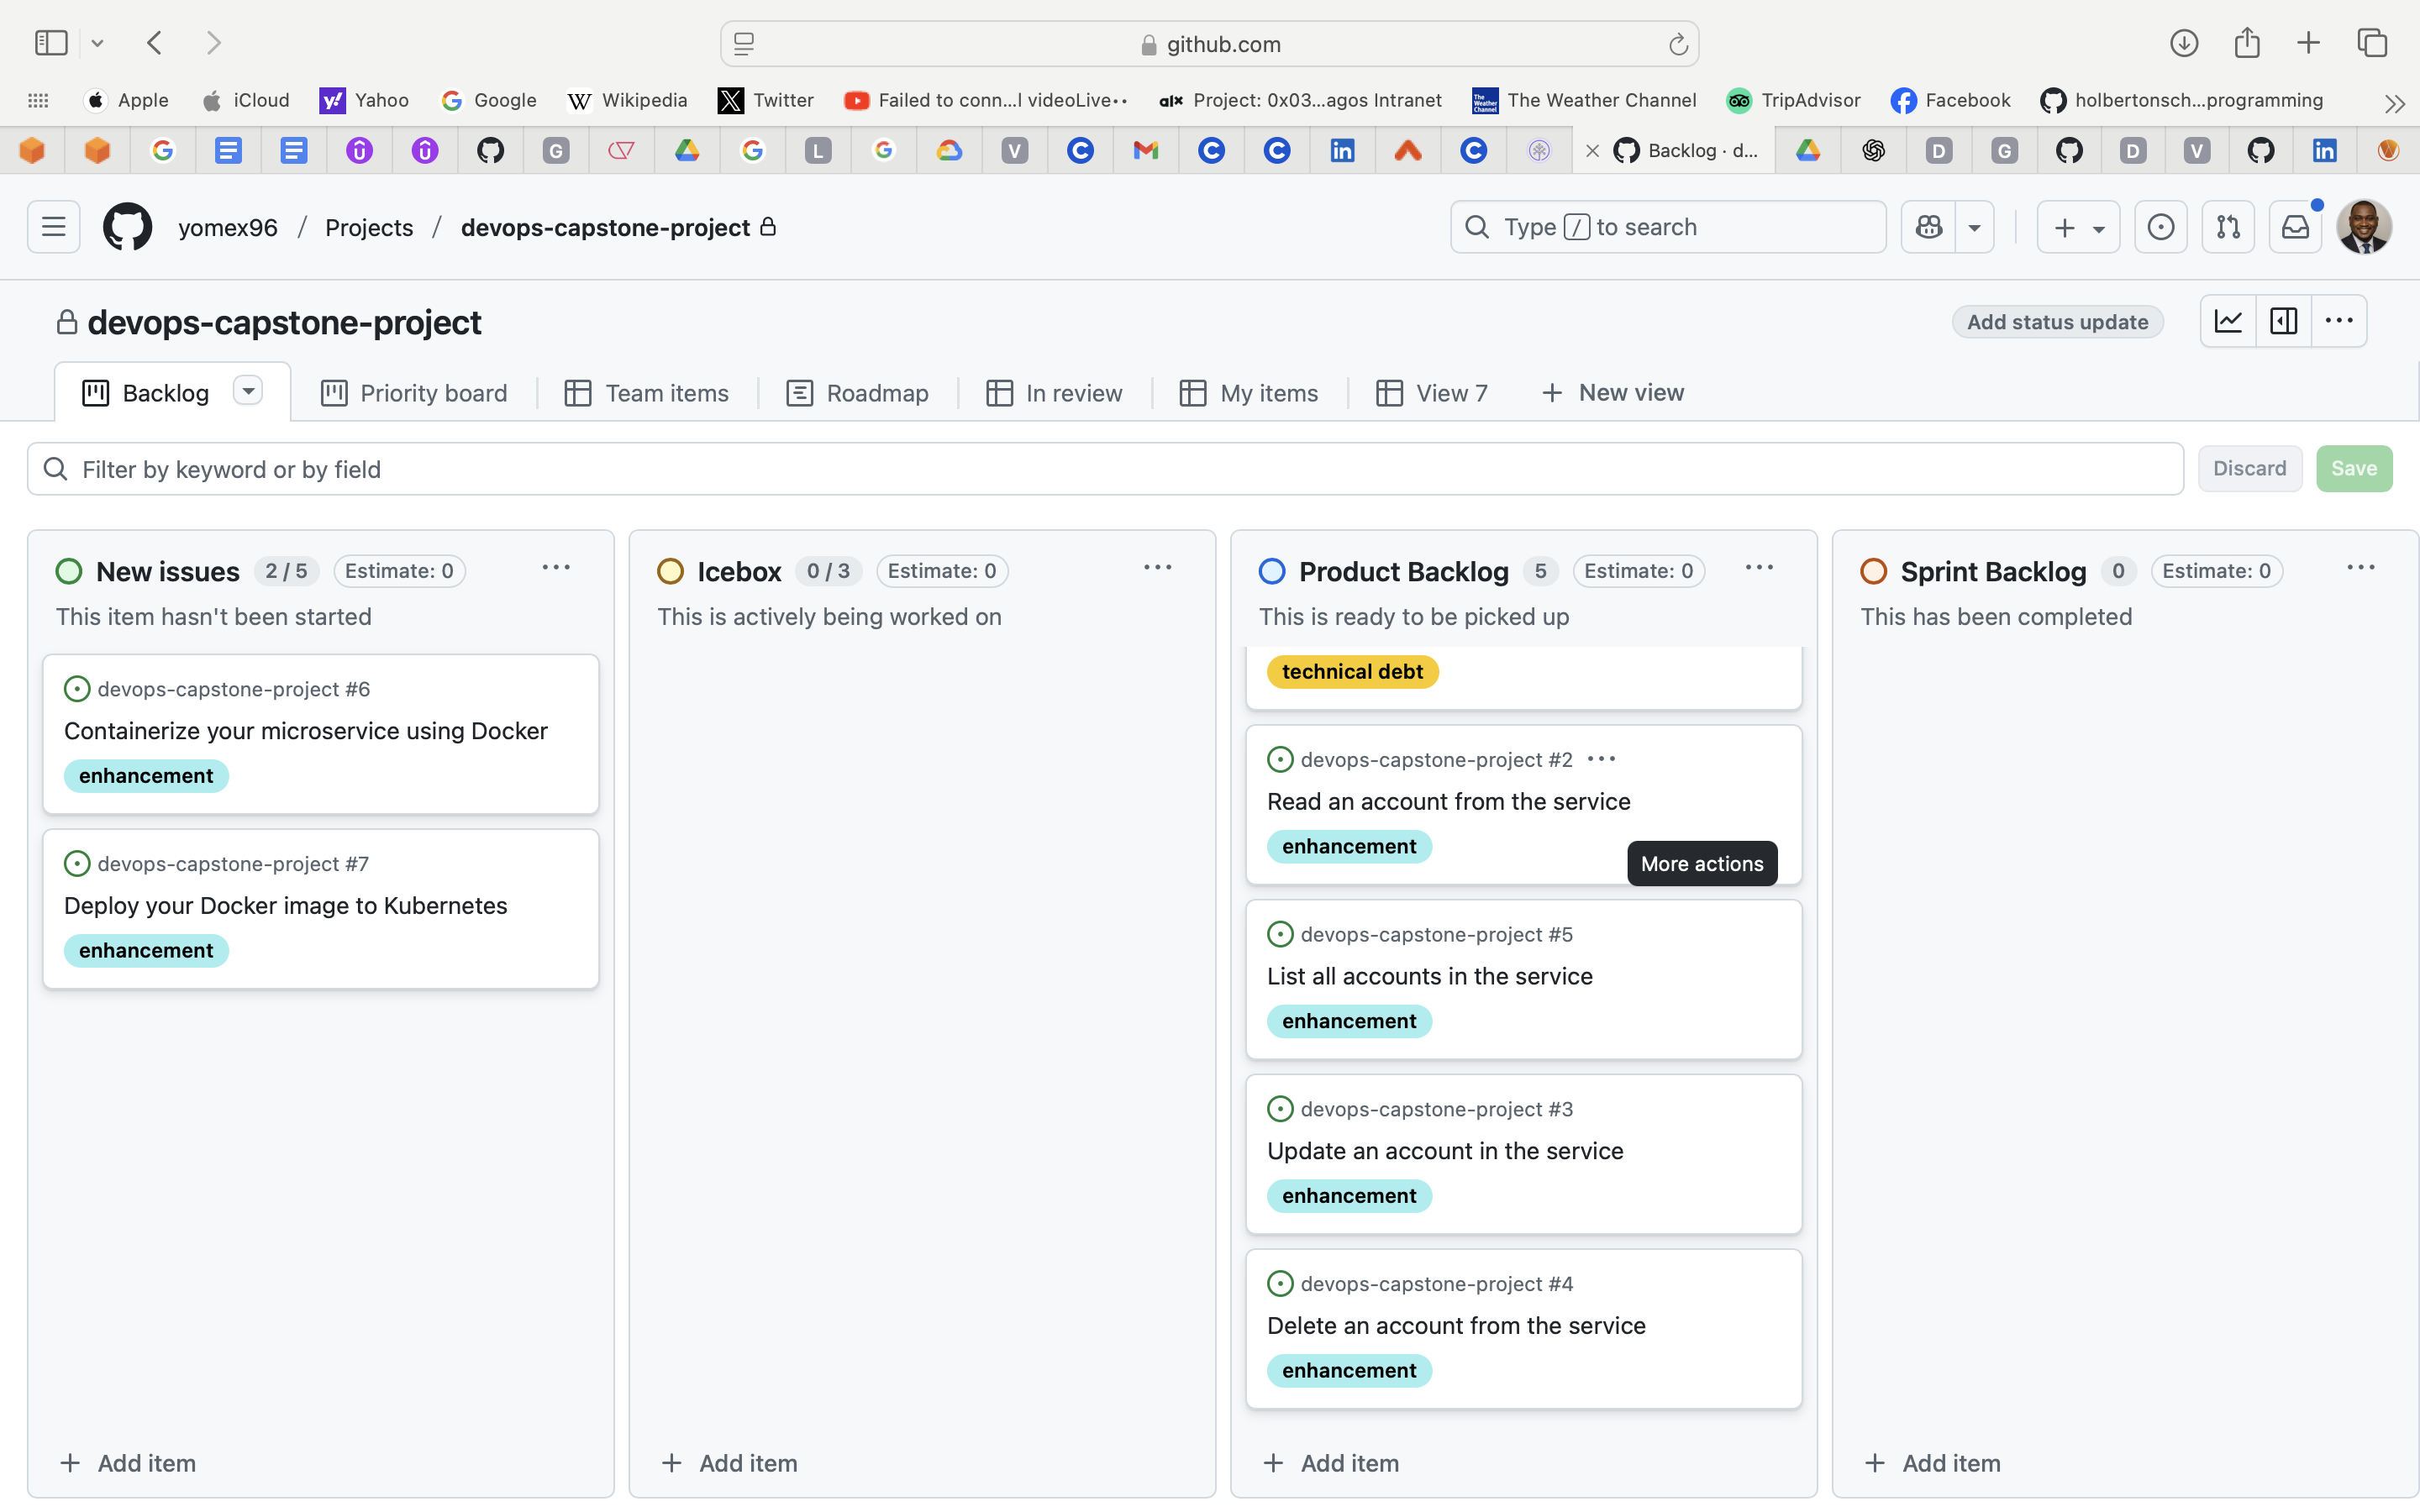 github.com
Apple iCloud Yahoo Google Wikipedia Twitter Failed to conn...l videoLive·· Project: 0x03...agos Intranet The Weather Channel TripAdvisor Facebook holbertonsch...programming
Backlog · d...
yomex96 / Projects / devops-capstone-project
Type / to search
devops-capstone-project
Add status update
Backlog Priority board Team items Roadmap In review My items View 7 + New view
Filter by keyword or by field
Discard Save
New issues 2 / 5 Estimate: 0
This item hasn't been started
devops-capstone-project #6
Containerize your microservice using Docker
enhancement
devops-capstone-project #7
Deploy your Docker image to Kubernetes
enhancement
+ Add item
Icebox 0 / 3 Estimate: 0
This is actively being worked on
+ Add item
Product Backlog 5 Estimate: 0
This is ready to be picked up
technical debt
devops-capstone-project #2
Read an account from the service
enhancement
More actions
devops-capstone-project #5
List all accounts in the service
enhancement
devops-capstone-project #3
Update an account in the service
enhancement
devops-capstone-project #4
Delete an account from the service
enhancement
+ Add item
Sprint Backlog 0 Estimate: 0
This has been completed
+ Add item